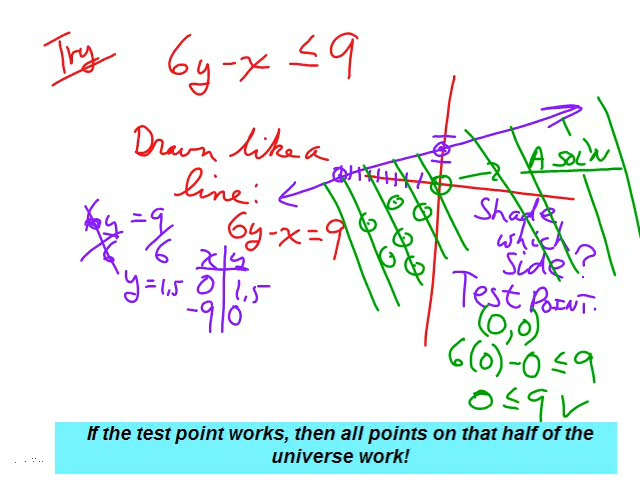 Try 6y - x ≤ 9
Drawn like a
line:
6y - x = 9
6y = 9
6 6
y = 1.5
x y
0 1.5
-9 0
A sol'n
Shade
which
side?
Test POINT.
(0,0)
6(0) - 0 ≤ 9
0 ≤ 9 ✓
If the test point works, then all points on that half of the
universe work!